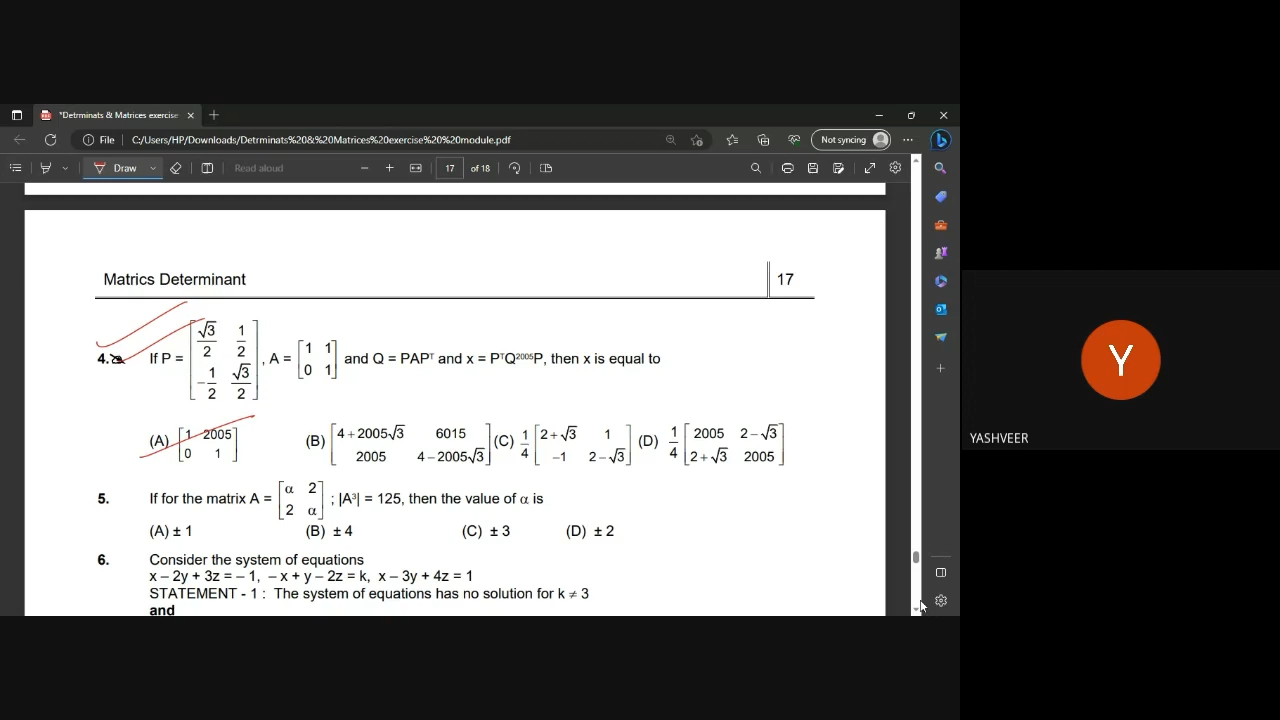 *Detrminats & Matrices exercise
File C:/Users/HP/Downloads/Detrminats%20&%20Matrices%20exercise%20%20module.pdf Not syncing
Draw Read aloud 17 of 18
Matrics Determinant 17
4. If P = [√3/2 1/2; −1/2 √3/2], A = [1 1; 0 1] and Q = PAPᵀ and x = PᵀQ²⁰⁰⁵P, then x is equal to
(A) [1 2005; 0 1] (B) [4 + 2005√3 6015; 2005 4 − 2005√3] (C) 1/4 [2 + √3 1; −1 2 − √3] (D) 1/4 [2005 2 − √3; 2 + √3 2005]
5. If for the matrix A = [α 2; 2 α] ; |A³| = 125, then the value of α is
(A) ± 1 (B) ± 4 (C) ± 3 (D) ± 2
6. Consider the system of equations
x – 2y + 3z = – 1, – x + y – 2z = k, x – 3y + 4z = 1
STATEMENT - 1 : The system of equations has no solution for k ≠ 3
and
Y
YASHVEER